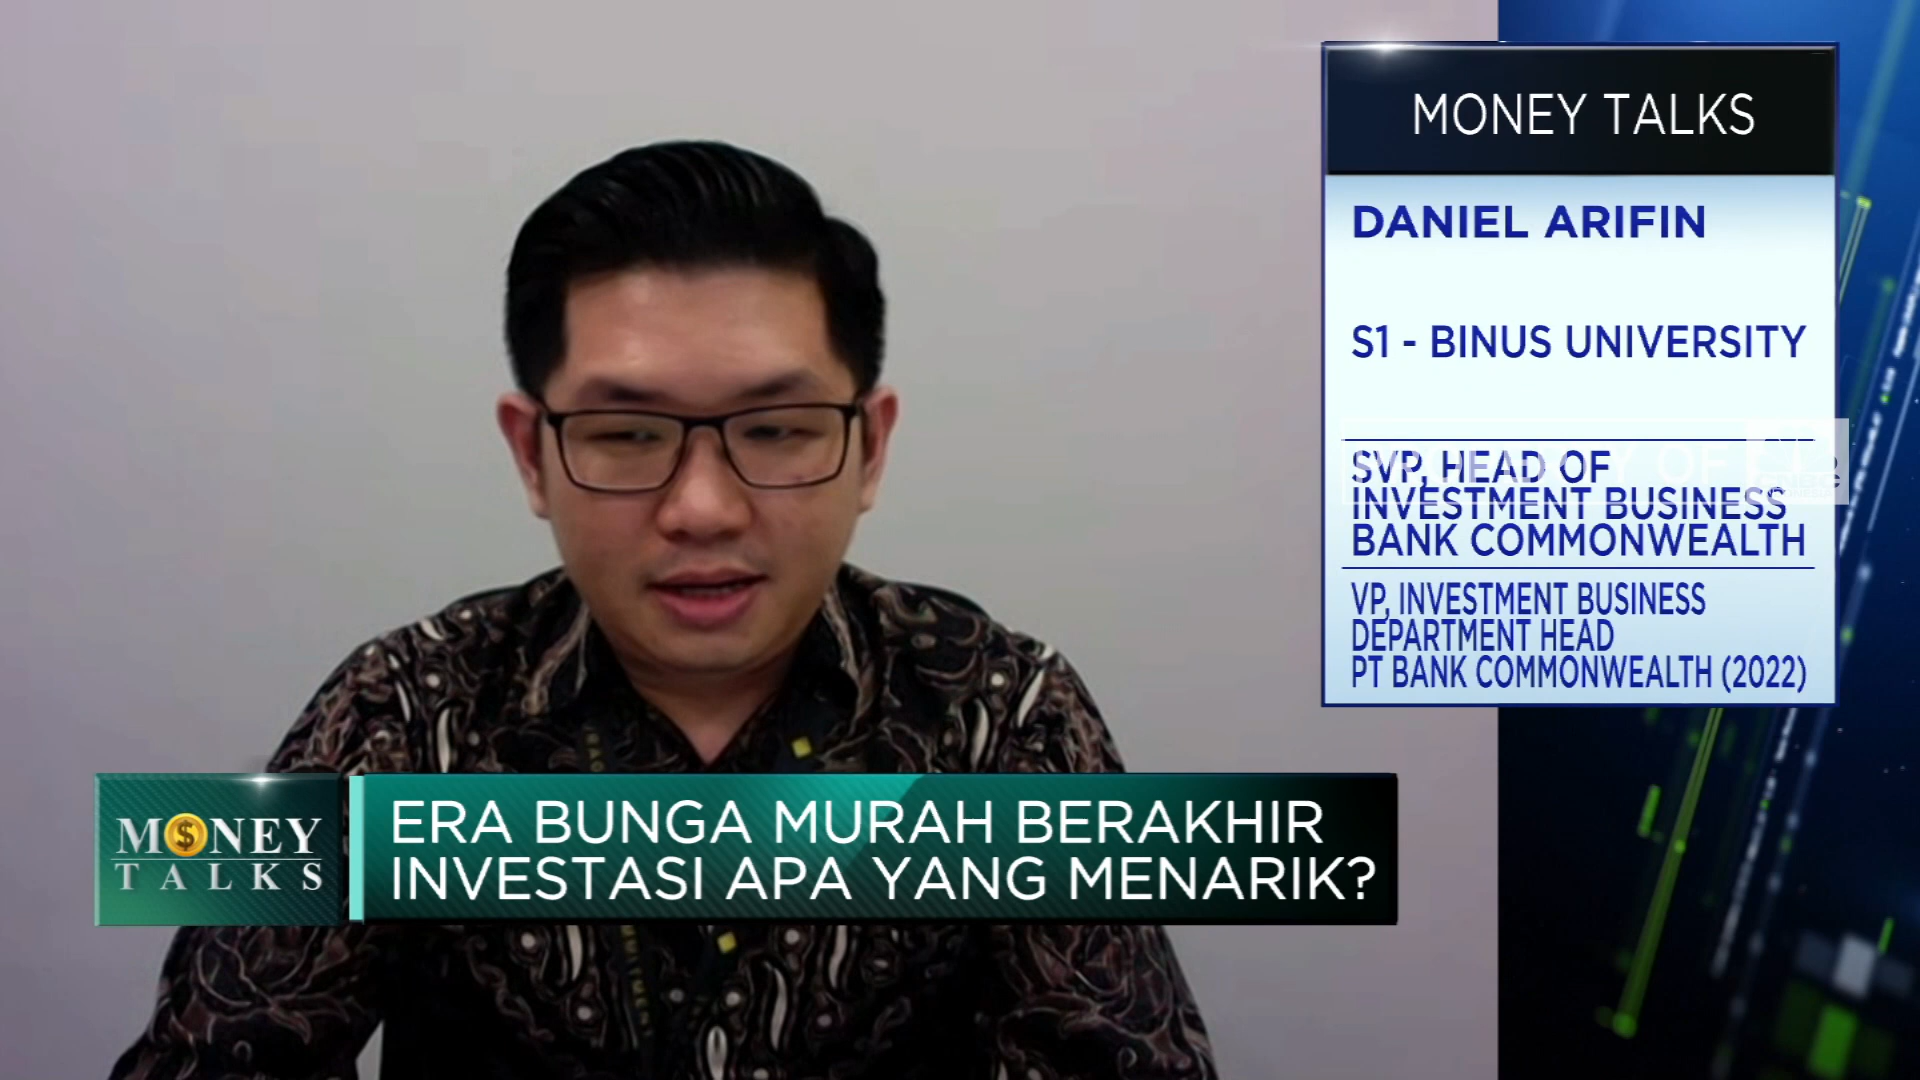 MONEY TALKS
DANIEL ARIFIN
S1 - BINUS UNIVERSITY
SVP, HEAD OF
INVESTMENT BUSINESS
BANK COMMONWEALTH
VP, INVESTMENT BUSINESS
DEPARTMENT HEAD
PT BANK COMMONWEALTH (2022)
MONEY
TALKS
ERA BUNGA MURAH BERAKHIR
INVESTASI APA YANG MENARIK?